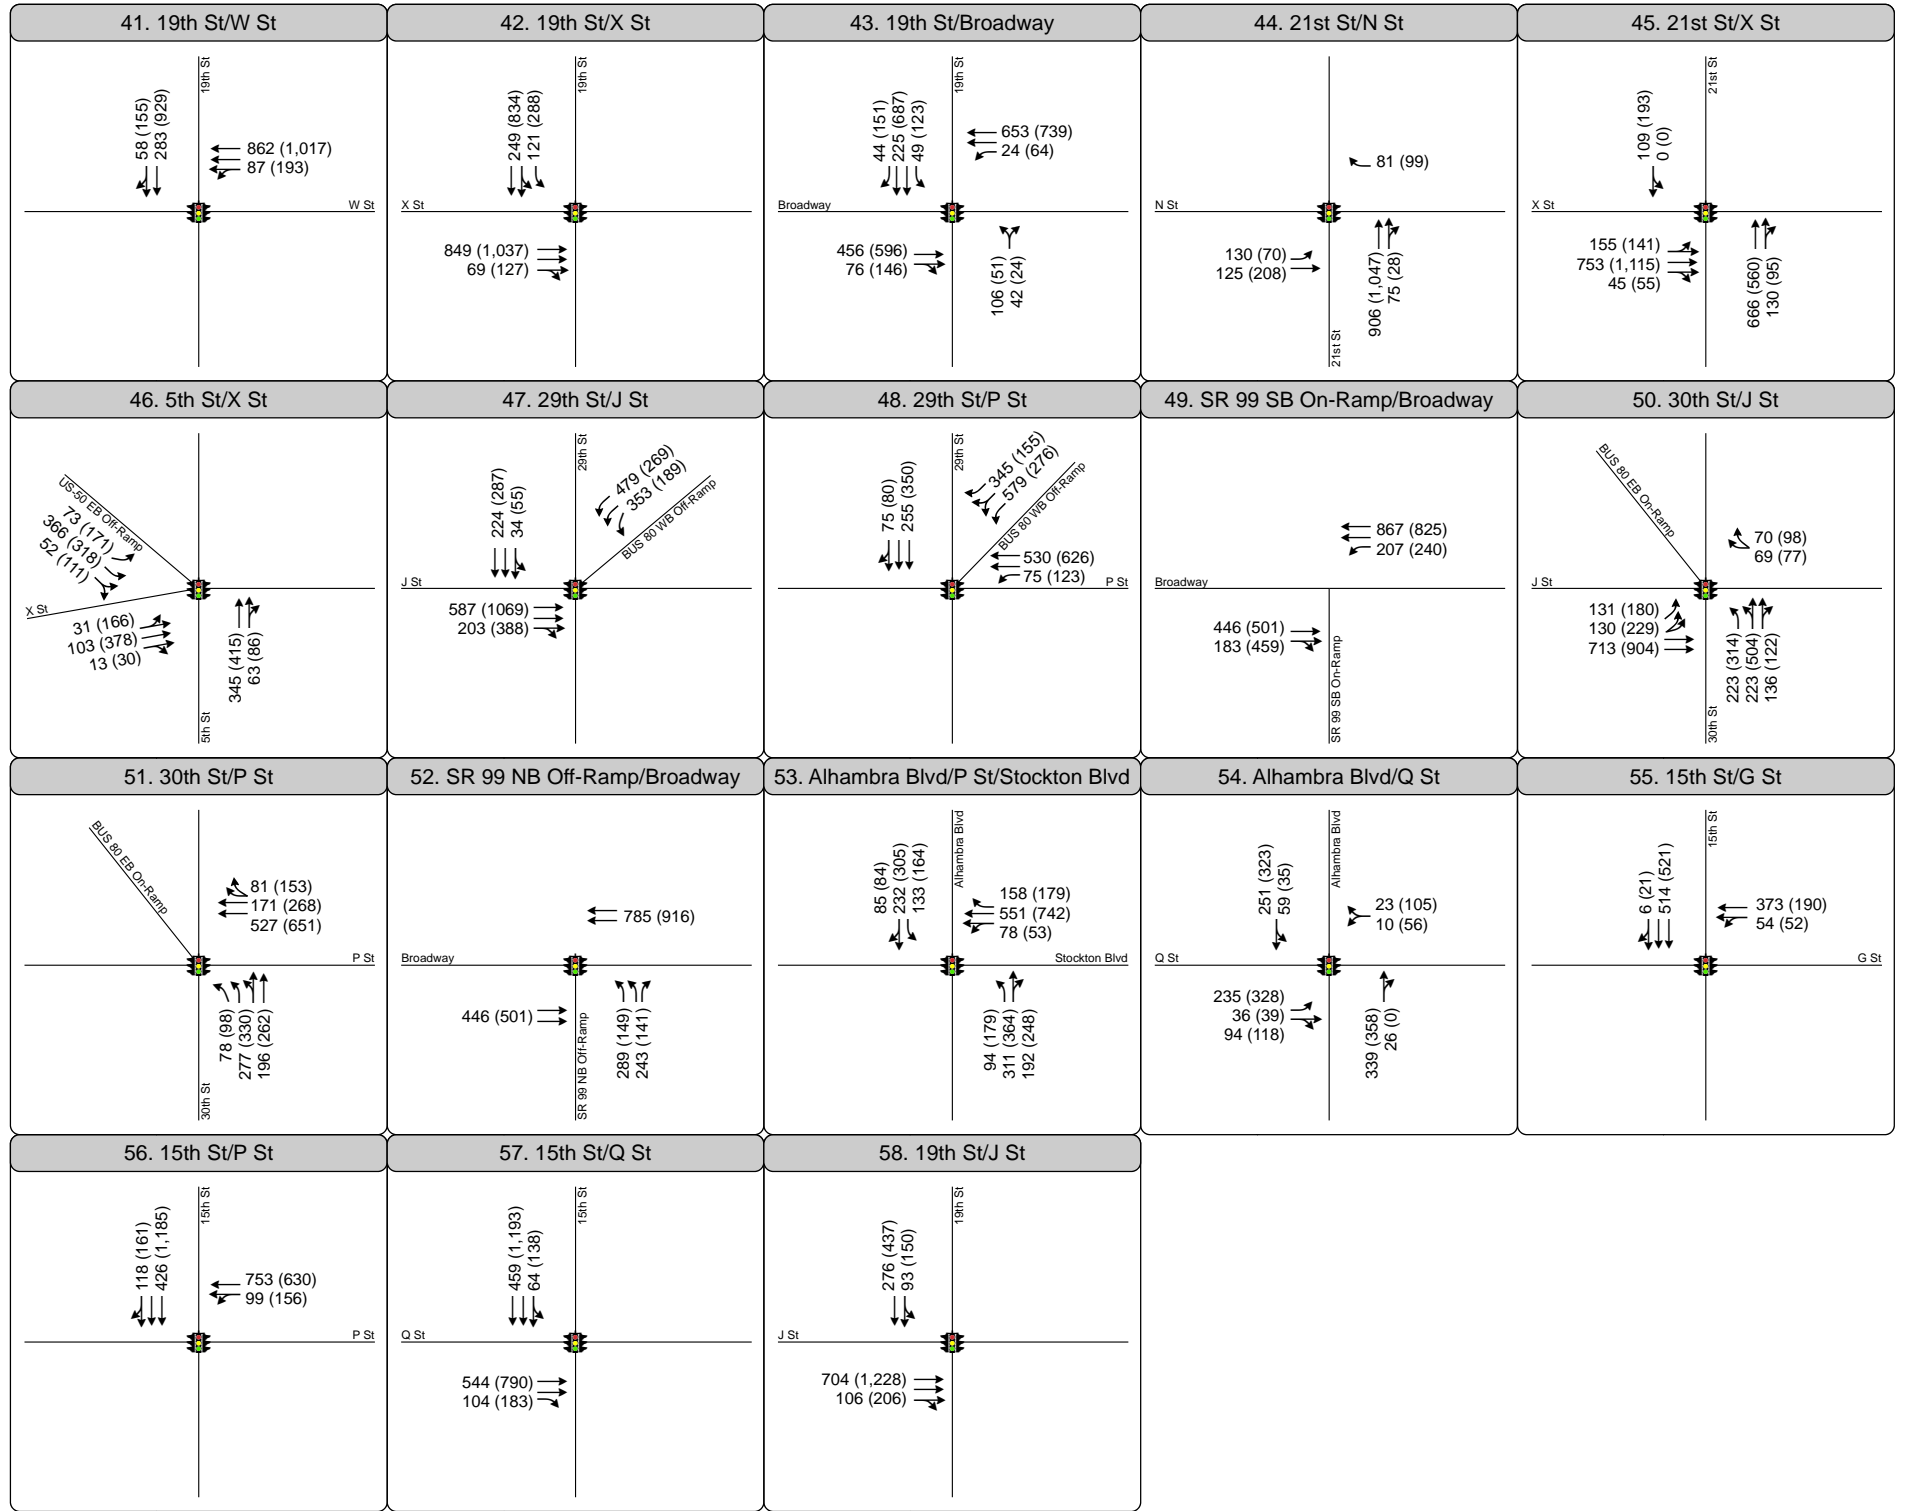 41. 19th St/W St
19th St
58 (155)
283 (929)
862 (1,017)
87 (193)
W St
42. 19th St/X St
19th St
249 (834)
121 (288)
X St
849 (1,037)
69 (127)
43. 19th St/Broadway
19th St
44 (151)
225 (687)
49 (123)
653 (739)
24 (64)
Broadway
456 (596)
76 (146)
106 (51)
42 (24)
44. 21st St/N St
81 (99)
N St
130 (70)
125 (208)
906 (1,047)
75 (28)
21st St
45. 21st St/X St
21st St
109 (193)
0 (0)
X St
155 (141)
753 (1,115)
45 (55)
666 (560)
130 (95)
46. 5th St/X St
US-50 EB Off-Ramp
73 (171)
366 (318)
52 (111)
X St
31 (166)
103 (378)
13 (30)
345 (415)
63 (86)
5th St
47. 29th St/J St
29th St
224 (287)
34 (55)
479 (269)
353 (189)
BUS 80 WB Off-Ramp
J St
587 (1069)
203 (388)
48. 29th St/P St
29th St
75 (80)
255 (350)
345 (155)
579 (276)
BUS 80 WB Off-Ramp
530 (626)
75 (123)
P St
49. SR 99 SB On-Ramp/Broadway
867 (825)
207 (240)
Broadway
446 (501)
183 (459)
SR 99 SB On-Ramp
50. 30th St/J St
BUS 80 EB On-Ramp
70 (98)
69 (77)
J St
131 (180)
130 (229)
713 (904)
223 (314)
223 (504)
136 (122)
30th St
51. 30th St/P St
BUS 80 EB On-Ramp
81 (153)
171 (268)
527 (651)
P St
78 (98)
277 (330)
196 (262)
30th St
52. SR 99 NB Off-Ramp/Broadway
785 (916)
Broadway
446 (501)
289 (149)
243 (141)
SR 99 NB Off-Ramp
53. Alhambra Blvd/P St/Stockton Blvd
Alhambra Blvd
85 (84)
232 (305)
133 (164)
158 (179)
551 (742)
78 (53)
Stockton Blvd
94 (179)
311 (364)
192 (248)
54. Alhambra Blvd/Q St
Alhambra Blvd
251 (323)
59 (35)
23 (105)
10 (56)
Q St
235 (328)
36 (39)
94 (118)
339 (358)
26 (0)
55. 15th St/G St
15th St
6 (21)
514 (521)
373 (190)
54 (52)
G St
56. 15th St/P St
15th St
118 (161)
426 (1,185)
753 (630)
99 (156)
P St
57. 15th St/Q St
15th St
459 (1,193)
64 (138)
Q St
544 (790)
104 (183)
58. 19th St/J St
19th St
276 (437)
93 (150)
J St
704 (1,228)
106 (206)